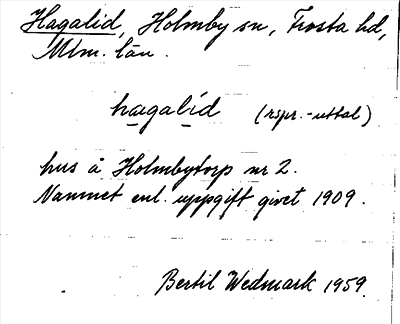 Hagalid, Holmby sn, Frosta hd,
Mlm. län.
hagalid (rspr.-uttal)
hus å Holmbytorp nr 2.
Namnet enl. uppgift givet 1909.
Bertil Wedmark 1959.